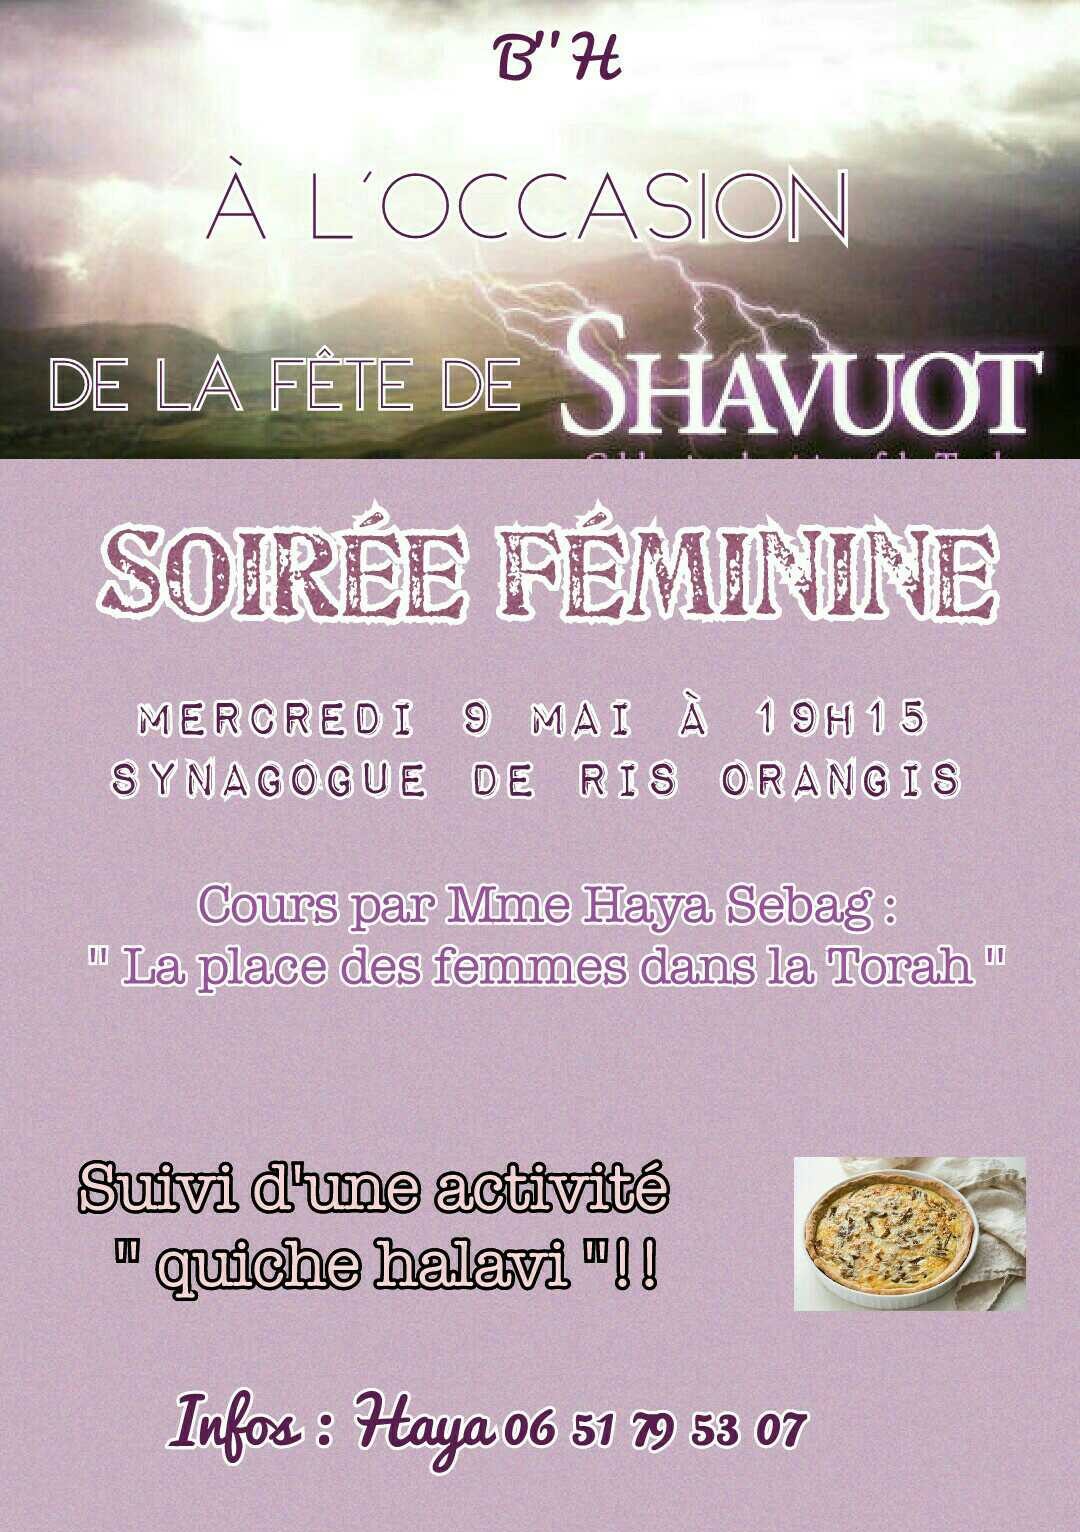 B"H
À L'OCCASION
DE LA FÊTE DE SHAVUOT
SOIRÉE FÉMININE
MERCREDI 9 MAI À 19H15
SYNAGOGUE DE RIS ORANGIS
Cours par Mme Haya Sebag :
" La place des femmes dans la Torah "
Suivi d'une activité
" quiche halavi "!!
Infos : Haya 06 51 79 53 07